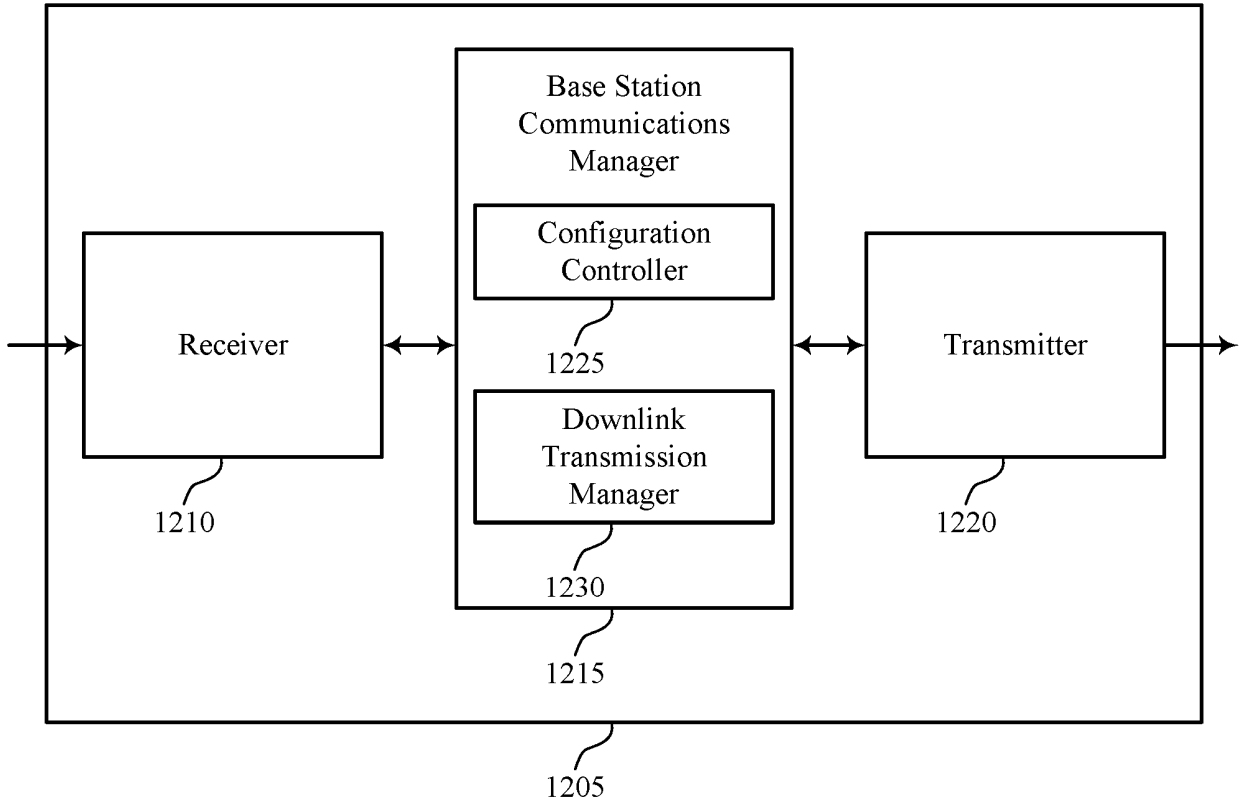 Base Station
Communications
Manager
Configuration
Controller
1225
Receiver
1210
Downlink
Transmission
Manager
1230
1215
Transmitter
1220
1205